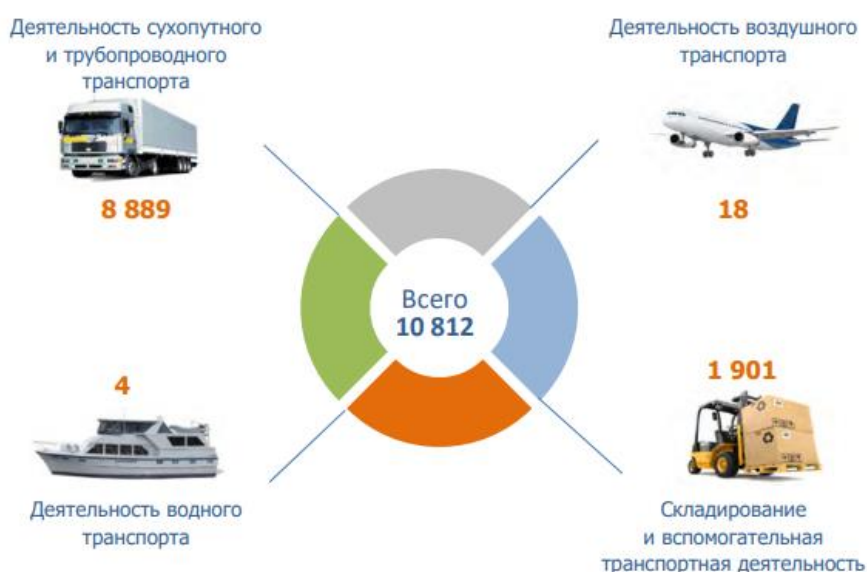 Деятельность сухопутного
и трубопроводного
транспорта
8 889
Деятельность воздушного
транспорта
18
Всего
10 812
4
Деятельность водного
транспорта
1 901
Складирование
и вспомогательная
транспортная деятельность